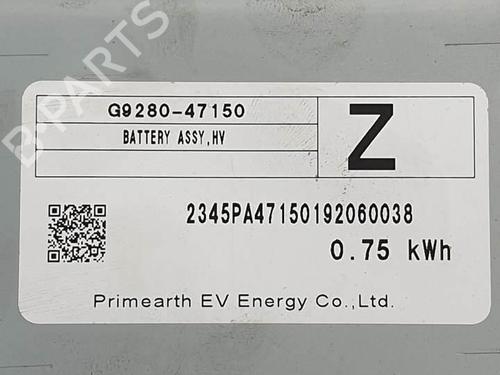 G9280-47150
BATTERY ASSY,HV
Z
2345PA47150192060038
0.75 kWh
Primearth EV Energy Co.,Ltd.
B-PARTS